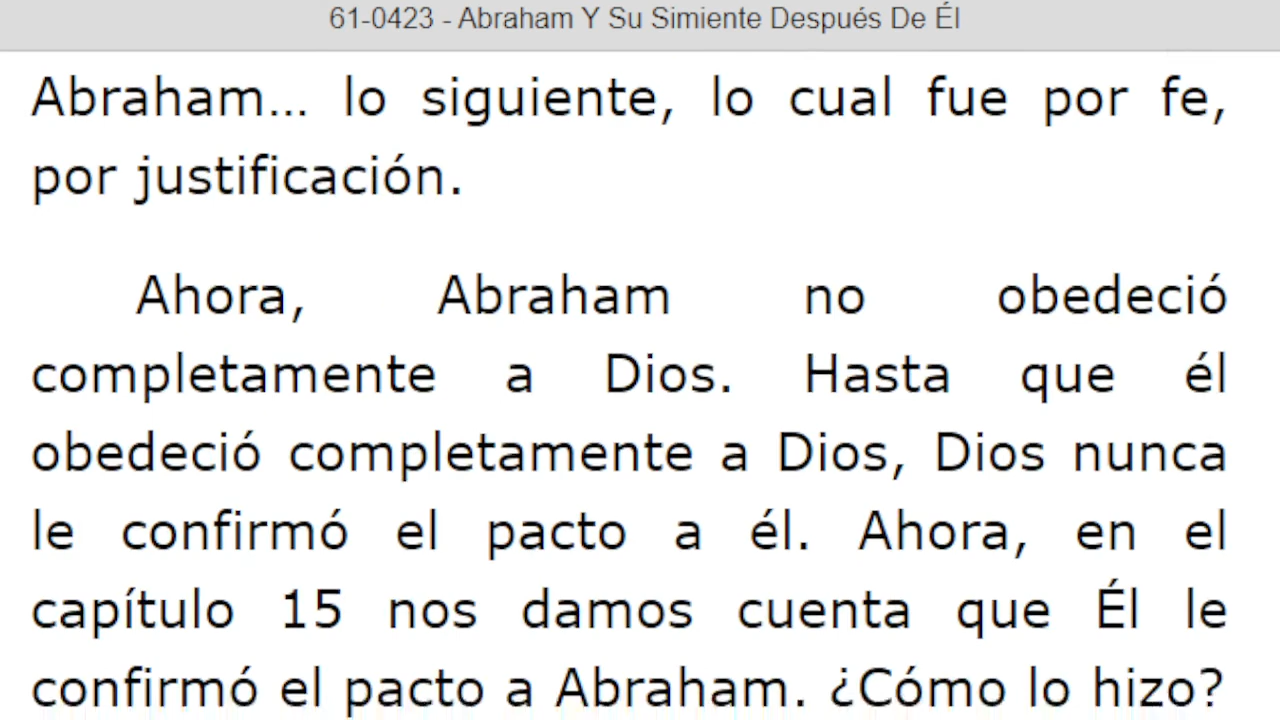 61-0423 - Abraham Y Su Simiente Después De Él
Abraham... lo siguiente, lo cual fue por fe,
por justificación.
Ahora, Abraham no obedeció
completamente a Dios. Hasta que él
obedeció completamente a Dios, Dios nunca
le confirmó el pacto a él. Ahora, en el
capítulo 15 nos damos cuenta que Él le
confirmó el pacto a Abraham. ¿Cómo lo hizo?